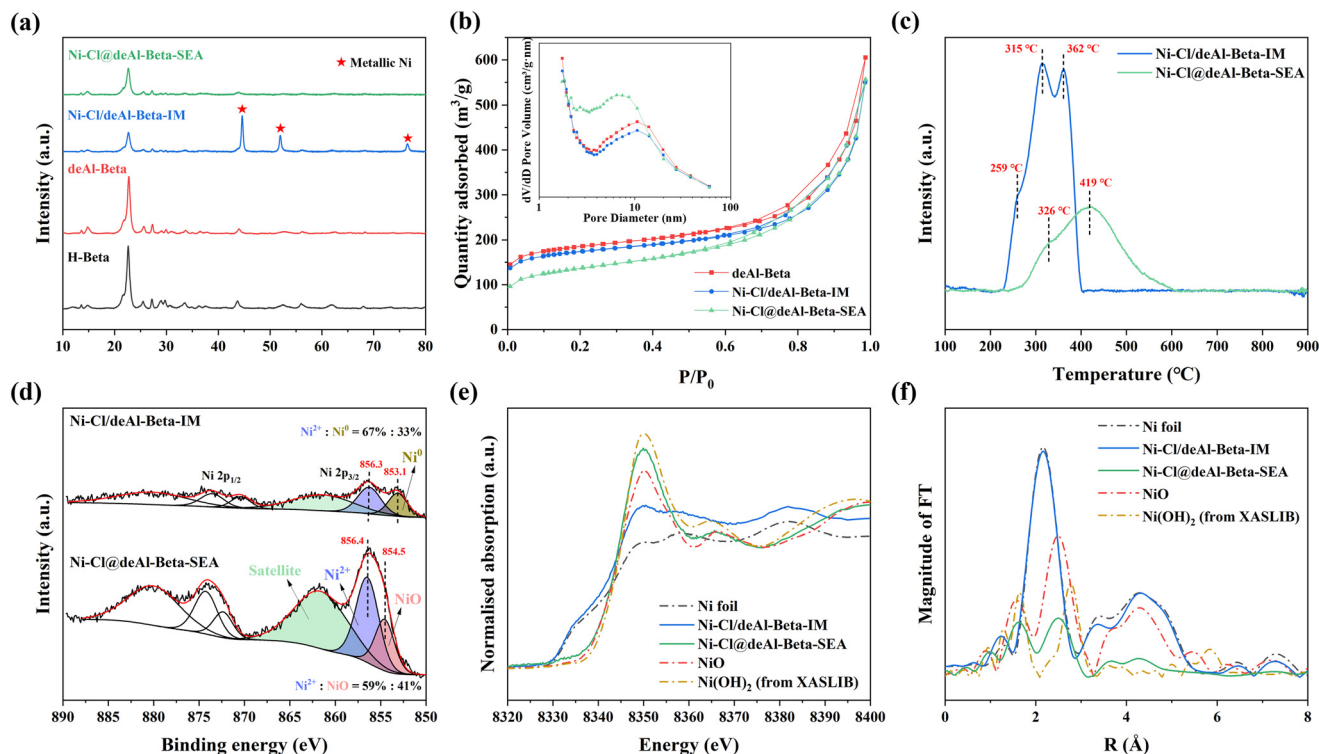 (a)
Ni-Cl@deAl-Beta-SEA
★ Metallic Ni
Ni-Cl/deAl-Beta-IM
deAl-Beta
H-Beta
Intensity (a.u.)
10 20 30 40 50 60 70 80
(b)
Quantity adsorbed (m³/g)
600
500
400
300
200
100
0
dV/dD Pore Volume (cm³/g·nm)
1 10 100
Pore Diameter (nm)
deAl-Beta
Ni-Cl/deAl-Beta-IM
Ni-Cl@deAl-Beta-SEA
0.0 0.2 0.4 0.6 0.8 1.0
P/P₀
(c)
315 °C 362 °C
Ni-Cl/deAl-Beta-IM
Ni-Cl@deAl-Beta-SEA
259 °C
419 °C
326 °C
Intensity (a.u.)
100 200 300 400 500 600 700 800 900
Temperature (°C)
(d)
Ni-Cl/deAl-Beta-IM
Ni²⁺ : Ni⁰ = 67% : 33%
Ni⁰
Ni 2p₁/₂
Ni 2p₃/₂
856.3
853.1
Ni-Cl@deAl-Beta-SEA
856.4
854.5
Satellite
Ni²⁺
NiO
Ni²⁺ : NiO = 59% : 41%
Intensity (a.u.)
890 880 875 865 860 855 850
Binding energy (eV)
(e)
Normalised absorption (a.u.)
Ni foil
Ni-Cl/deAl-Beta-IM
Ni-Cl@deAl-Beta-SEA
NiO
Ni(OH)₂ (from XASLIB)
8320 8330 8340 8350 8360 8370 8380 8390 8400
Energy (eV)
(f)
Magnitude of FT
Ni foil
Ni-Cl/deAl-Beta-IM
Ni-Cl@deAl-Beta-SEA
NiO
Ni(OH)₂ (from XASLIB)
0 2 4 6 8
R (Å)